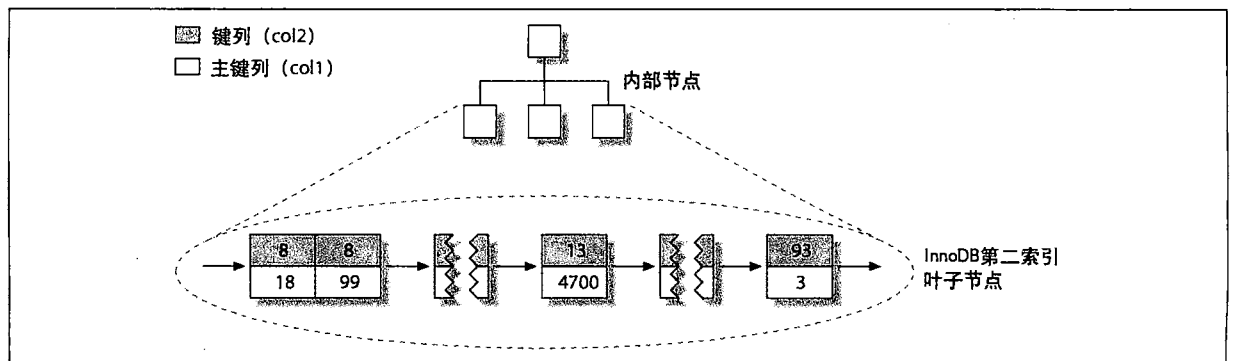 键列（col2）
主键列（col1）
内部节点
8 8 13 93
18 99 4700 3
InnoDB第二索引
叶子节点